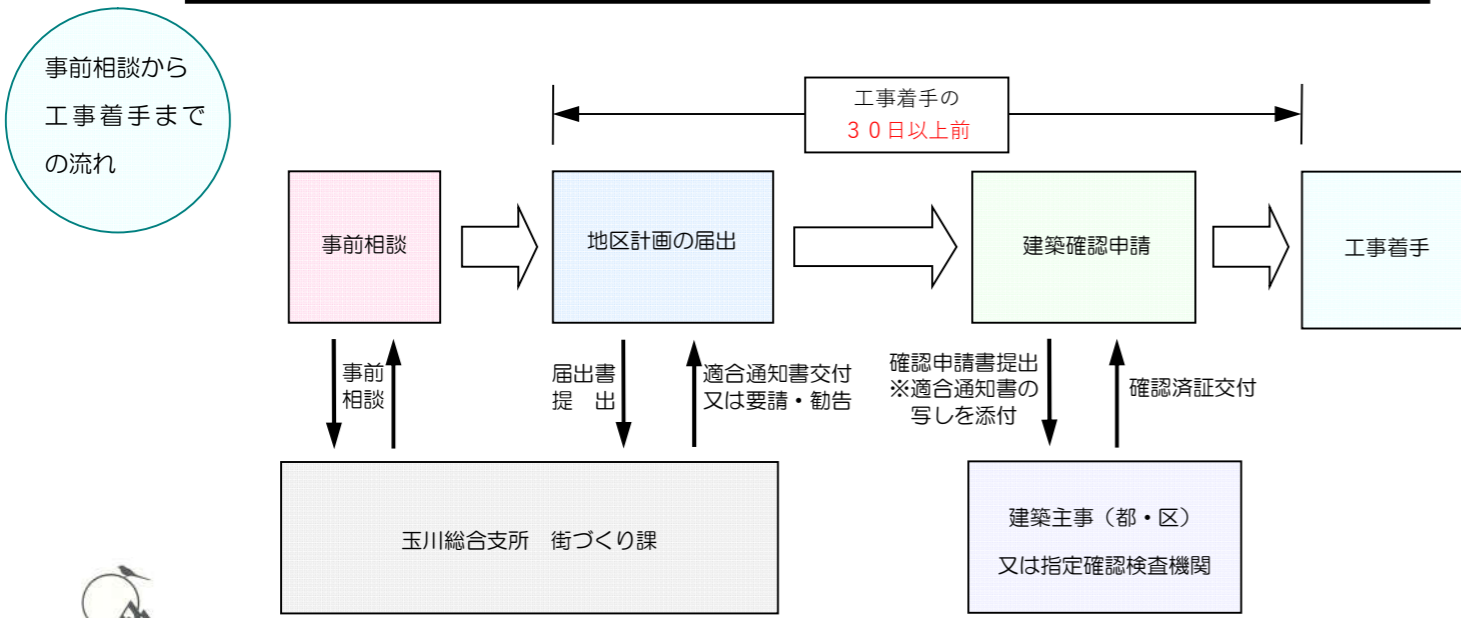 事前相談から
工事着手まで
の流れ
工事着手の
３０日以上前
事前相談
地区計画の届出
建築確認申請
工事着手
事前
相談
届出書
提　出
適合通知書交付
又は要請・勧告
確認申請書提出
※適合通知書の
写しを添付
確認済証交付
玉川総合支所　街づくり課
建築主事（都・区）
又は指定確認検査機関